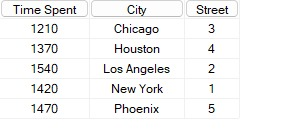 Time Spent City Street
1210 Chicago 3
1370 Houston 4
1540 Los Angeles 2
1420 New York 1
1470 Phoenix 5